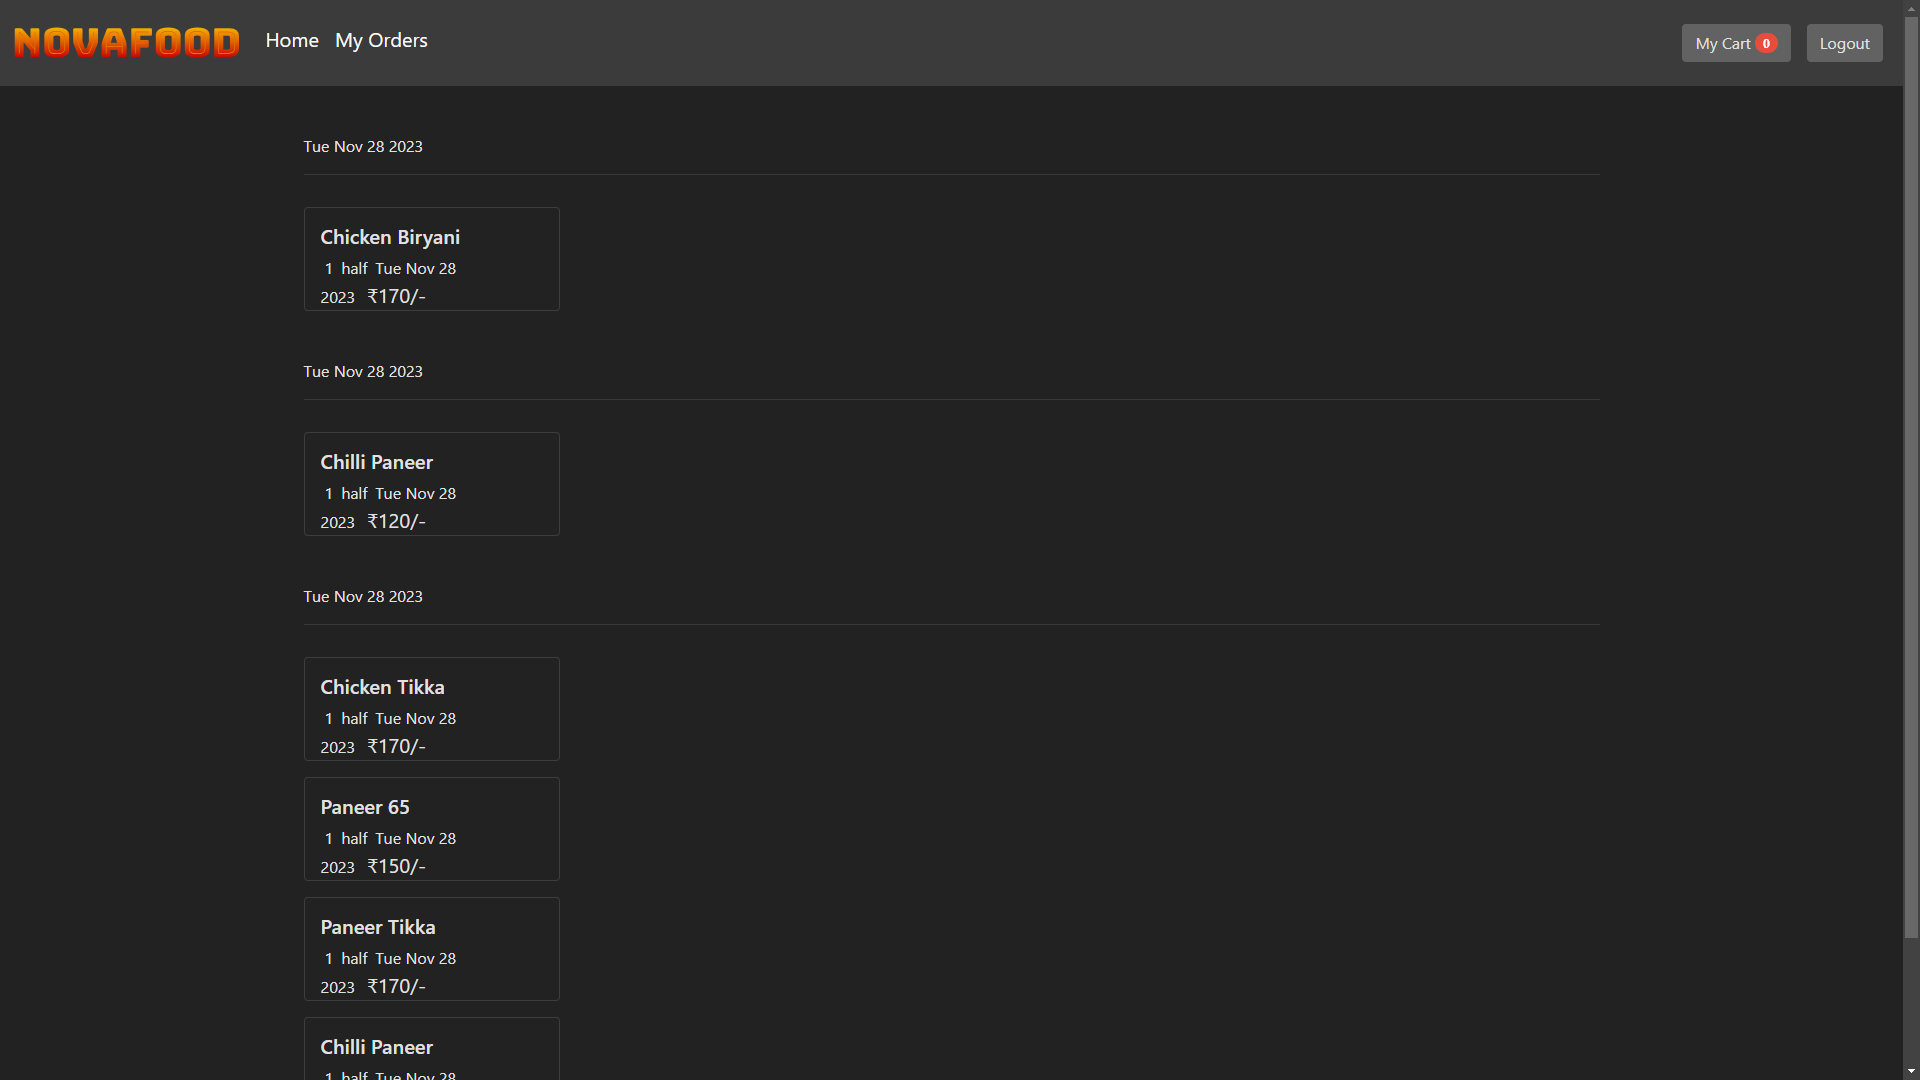 NOVAFOOD Home My Orders My Cart 0 Logout
Tue Nov 28 2023
Chicken Biryani
1 half Tue Nov 28
2023 ₹170/-
Tue Nov 28 2023
Chilli Paneer
1 half Tue Nov 28
2023 ₹120/-
Tue Nov 28 2023
Chicken Tikka
1 half Tue Nov 28
2023 ₹170/-
Paneer 65
1 half Tue Nov 28
2023 ₹150/-
Paneer Tikka
1 half Tue Nov 28
2023 ₹170/-
Chilli Paneer
1 half Tue Nov 28